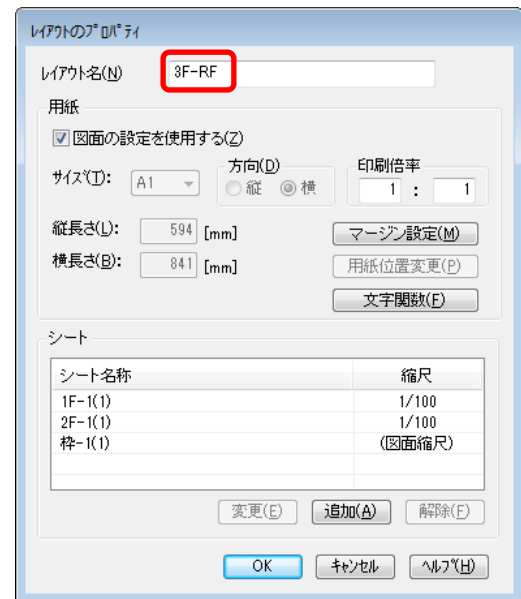 レイアウトのプロパティ
レイアウト名(N) 3F-RF
用紙
図面の設定を使用する(Z)
サイズ(T): A1 方向(D) 縦 横 印刷倍率 1 : 1
縦長さ(L): 594 [mm] マージン設定(M)
横長さ(B): 841 [mm] 用紙位置変更(P)
文字関数(F)
シート
シート名称 縮尺
1F-1(1) 1/100
2F-1(1) 1/100
枠-1(1) (図面縮尺)
変更(E) 追加(A) 解除(F)
OK キャンセル ヘルプ(H)